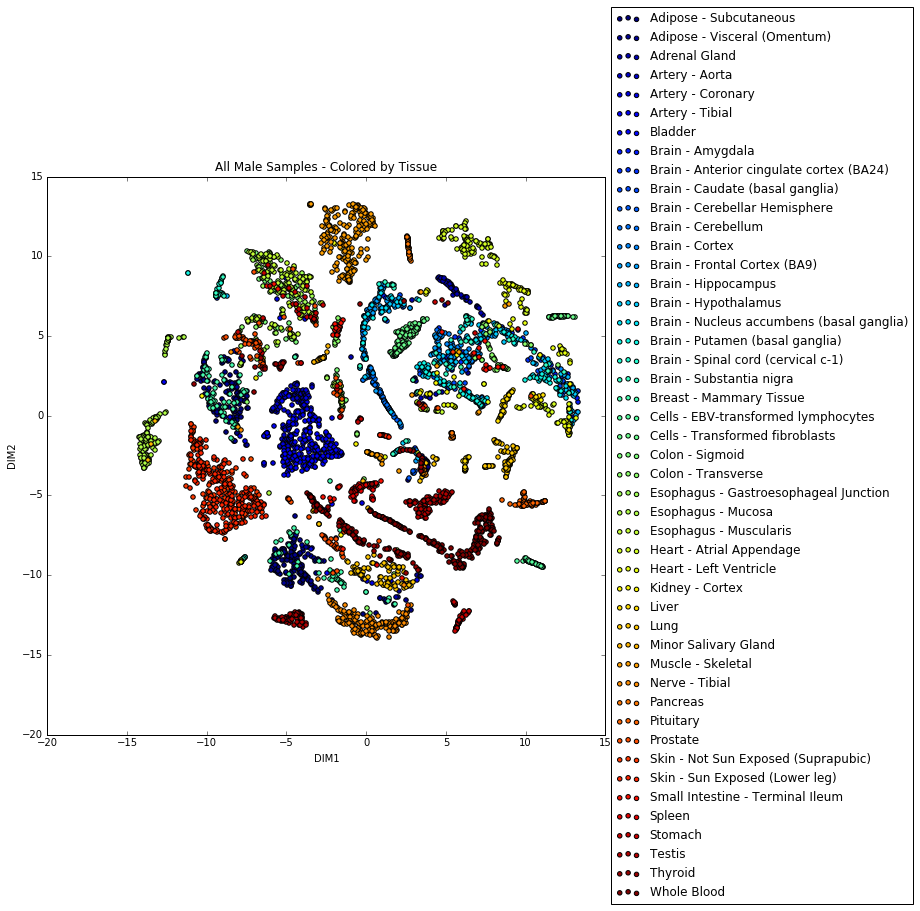 All Male Samples - Colored by Tissue
15
10
5
0
−5
−10
−15
−20
DIM2
−20
−15
−10
−5
0
5
10
15
DIM1
Adipose - Subcutaneous
Adipose - Visceral (Omentum)
Adrenal Gland
Artery - Aorta
Artery - Coronary
Artery - Tibial
Bladder
Brain - Amygdala
Brain - Anterior cingulate cortex (BA24)
Brain - Caudate (basal ganglia)
Brain - Cerebellar Hemisphere
Brain - Cerebellum
Brain - Cortex
Brain - Frontal Cortex (BA9)
Brain - Hippocampus
Brain - Hypothalamus
Brain - Nucleus accumbens (basal ganglia)
Brain - Putamen (basal ganglia)
Brain - Spinal cord (cervical c-1)
Brain - Substantia nigra
Breast - Mammary Tissue
Cells - EBV-transformed lymphocytes
Cells - Transformed fibroblasts
Colon - Sigmoid
Colon - Transverse
Esophagus - Gastroesophageal Junction
Esophagus - Mucosa
Esophagus - Muscularis
Heart - Atrial Appendage
Heart - Left Ventricle
Kidney - Cortex
Liver
Lung
Minor Salivary Gland
Muscle - Skeletal
Nerve - Tibial
Pancreas
Pituitary
Prostate
Skin - Not Sun Exposed (Suprapubic)
Skin - Sun Exposed (Lower leg)
Small Intestine - Terminal Ileum
Spleen
Stomach
Testis
Thyroid
Whole Blood